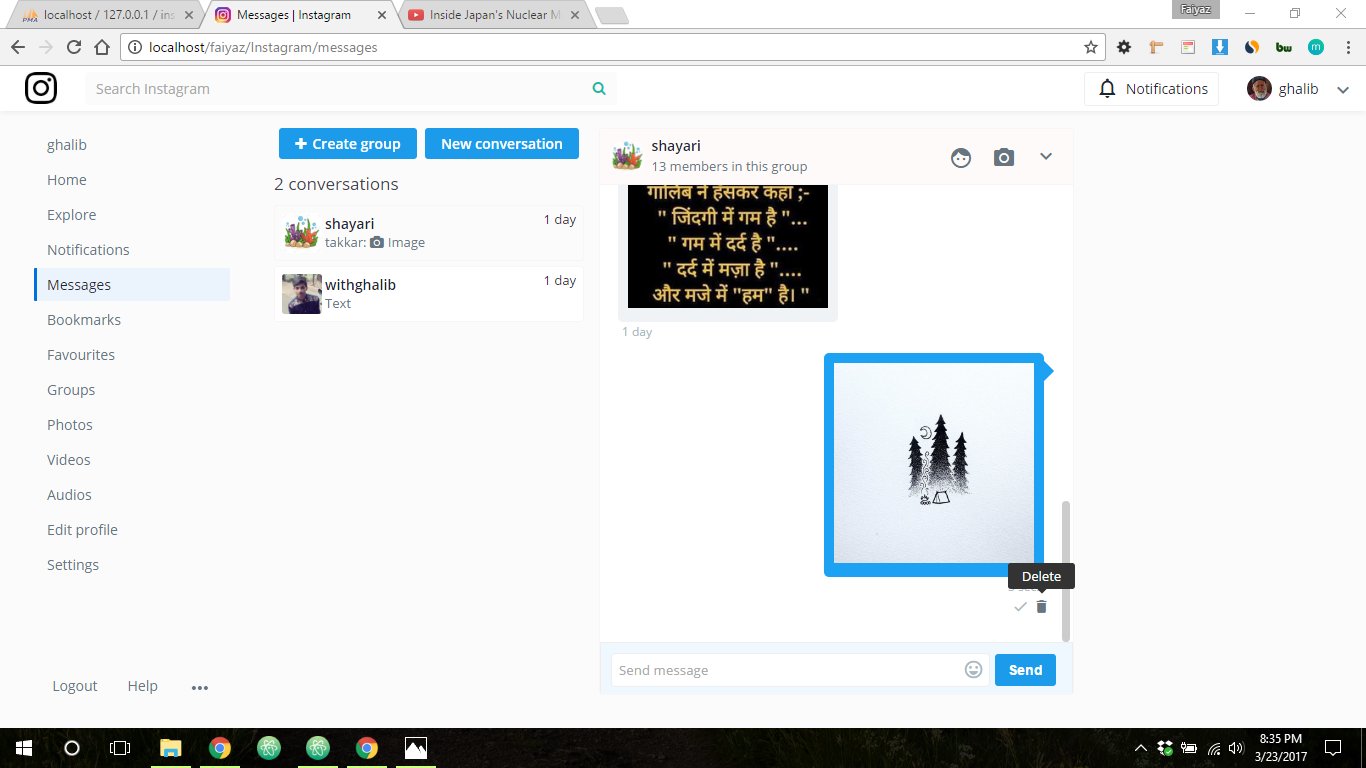 localhost / 127.0.0.1 / ins
Messages | Instagram
Inside Japan's Nuclear M
Faiyaz
localhost/faiyaz/Instagram/messages
bw
m
Search Instagram
Notifications
ghalib
ghalib
Home
Explore
Notifications
Messages
Bookmarks
Favourites
Groups
Photos
Videos
Audios
Edit profile
Settings
Logout
Help
Create group
New conversation
2 conversations
shayari
1 day
takkar: Image
withghalib
1 day
Text
shayari
13 members in this group
गालिब ने हंसकर कहा ;-
" जिंदगी में गम है "...
" गम में दर्द है "....
" दर्द में मज़ा है "....
और मजे में "हम" है। "
1 day
Delete
Send message
Send
8:35 PM
3/23/2017